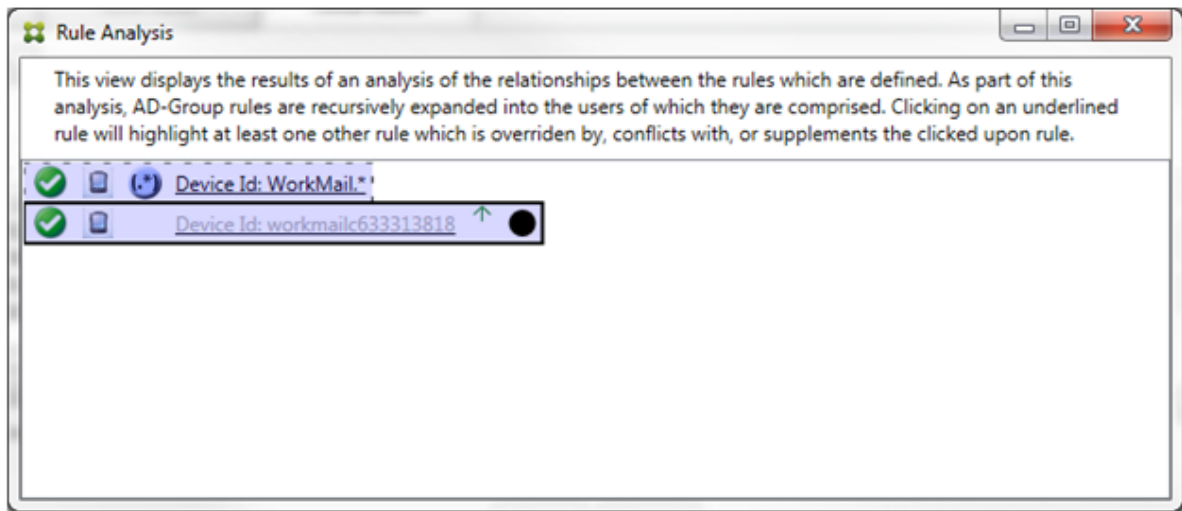 Rule Analysis
This view displays the results of an analysis of the relationships between the rules which are defined. As part of this
analysis, AD-Group rules are recursively expanded into the users of which they are comprised. Clicking on an underlined
rule will highlight at least one other rule which is overriden by, conflicts with, or supplements the clicked upon rule.
(.*) Device Id: WorkMail.*
Device Id: workmailc633313818